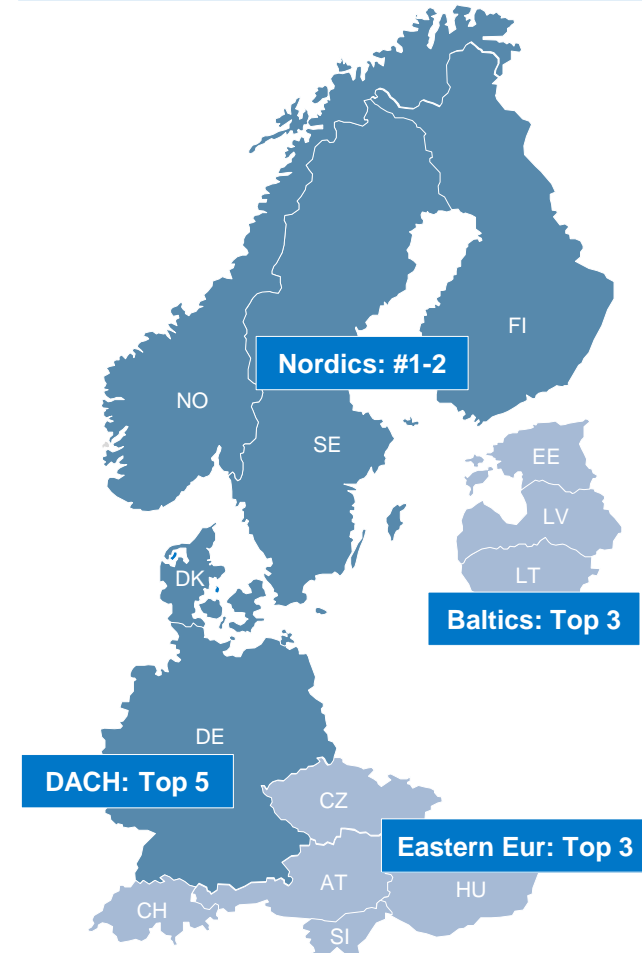 FI
Nordics: #1-2
NO
SE
EE
LV
DK
LT
Baltics: Top 3
DE
DACH: Top 5
CZ
Eastern Eur: Top 3
AT
HU
CH
SI